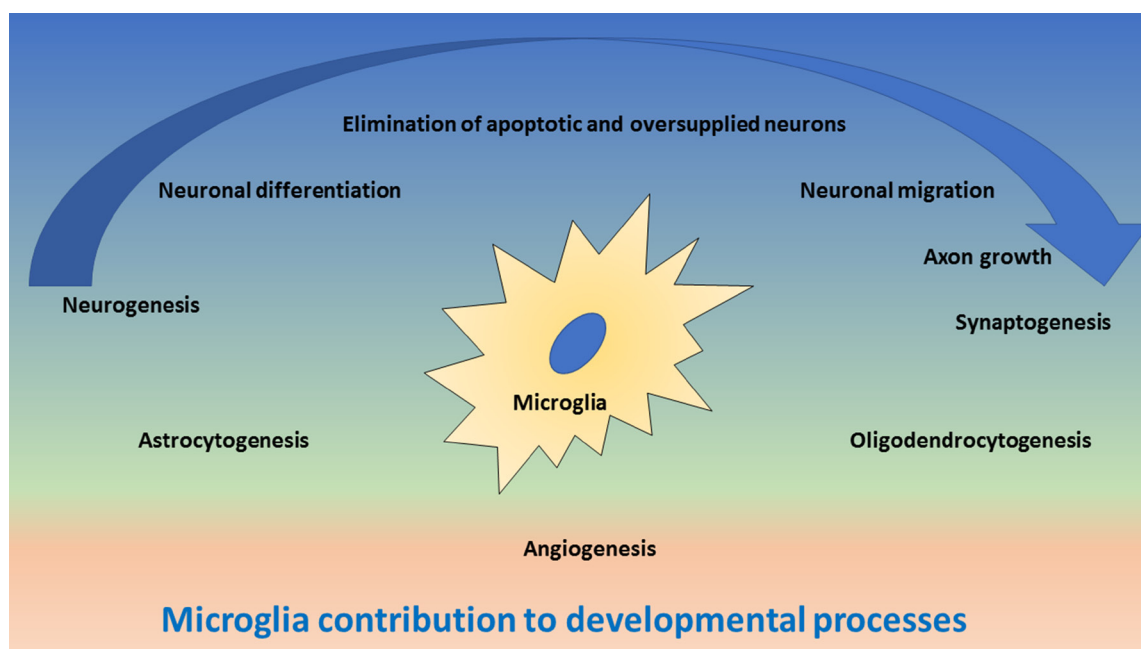 Elimination of apoptotic and oversupplied neurons
Neuronal differentiation
Neuronal migration
Axon growth
Neurogenesis
Synaptogenesis
Microglia
Astrocytogenesis
Oligodendrocytogenesis
Angiogenesis
Microglia contribution to developmental processes